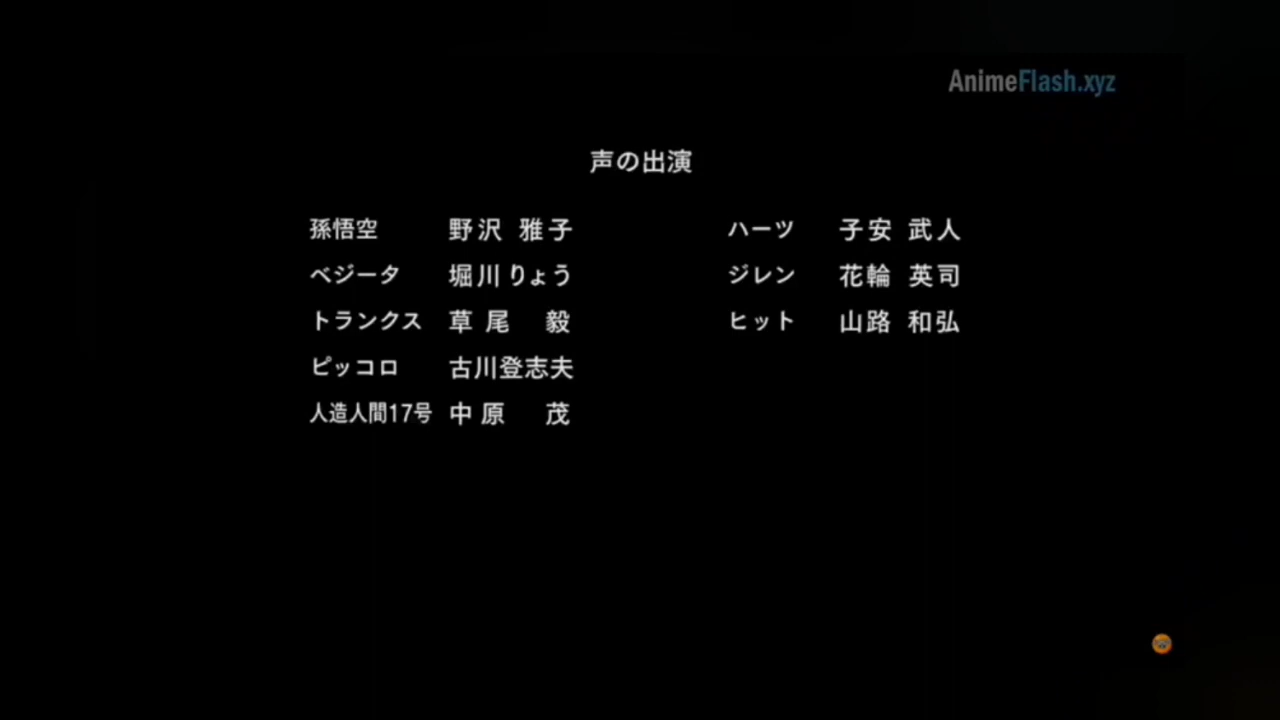 AnimeFlash.xyz
声の出演
孫悟空 野沢 雅子
ベジータ 堀川りょう
トランクス 草尾 毅
ピッコロ 古川登志夫
人造人間17号 中原 茂
ハーツ 子安 武人
ジレン 花輪 英司
ヒット 山路 和弘